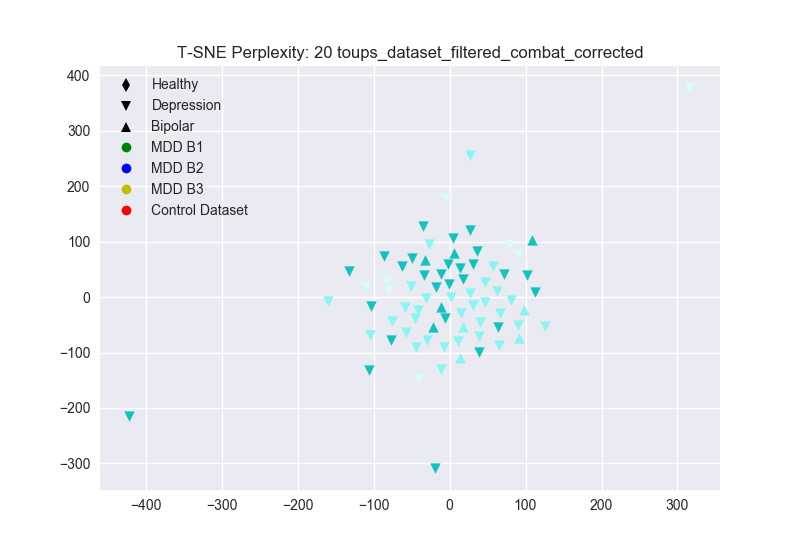 T-SNE Perplexity: 20 toups_dataset_filtered_combat_corrected
Healthy
Depression
Bipolar
MDD B1
MDD B2
MDD B3
Control Dataset
400
300
200
100
0
−100
−200
−300
−400
−300
−200
−100
0
100
200
300